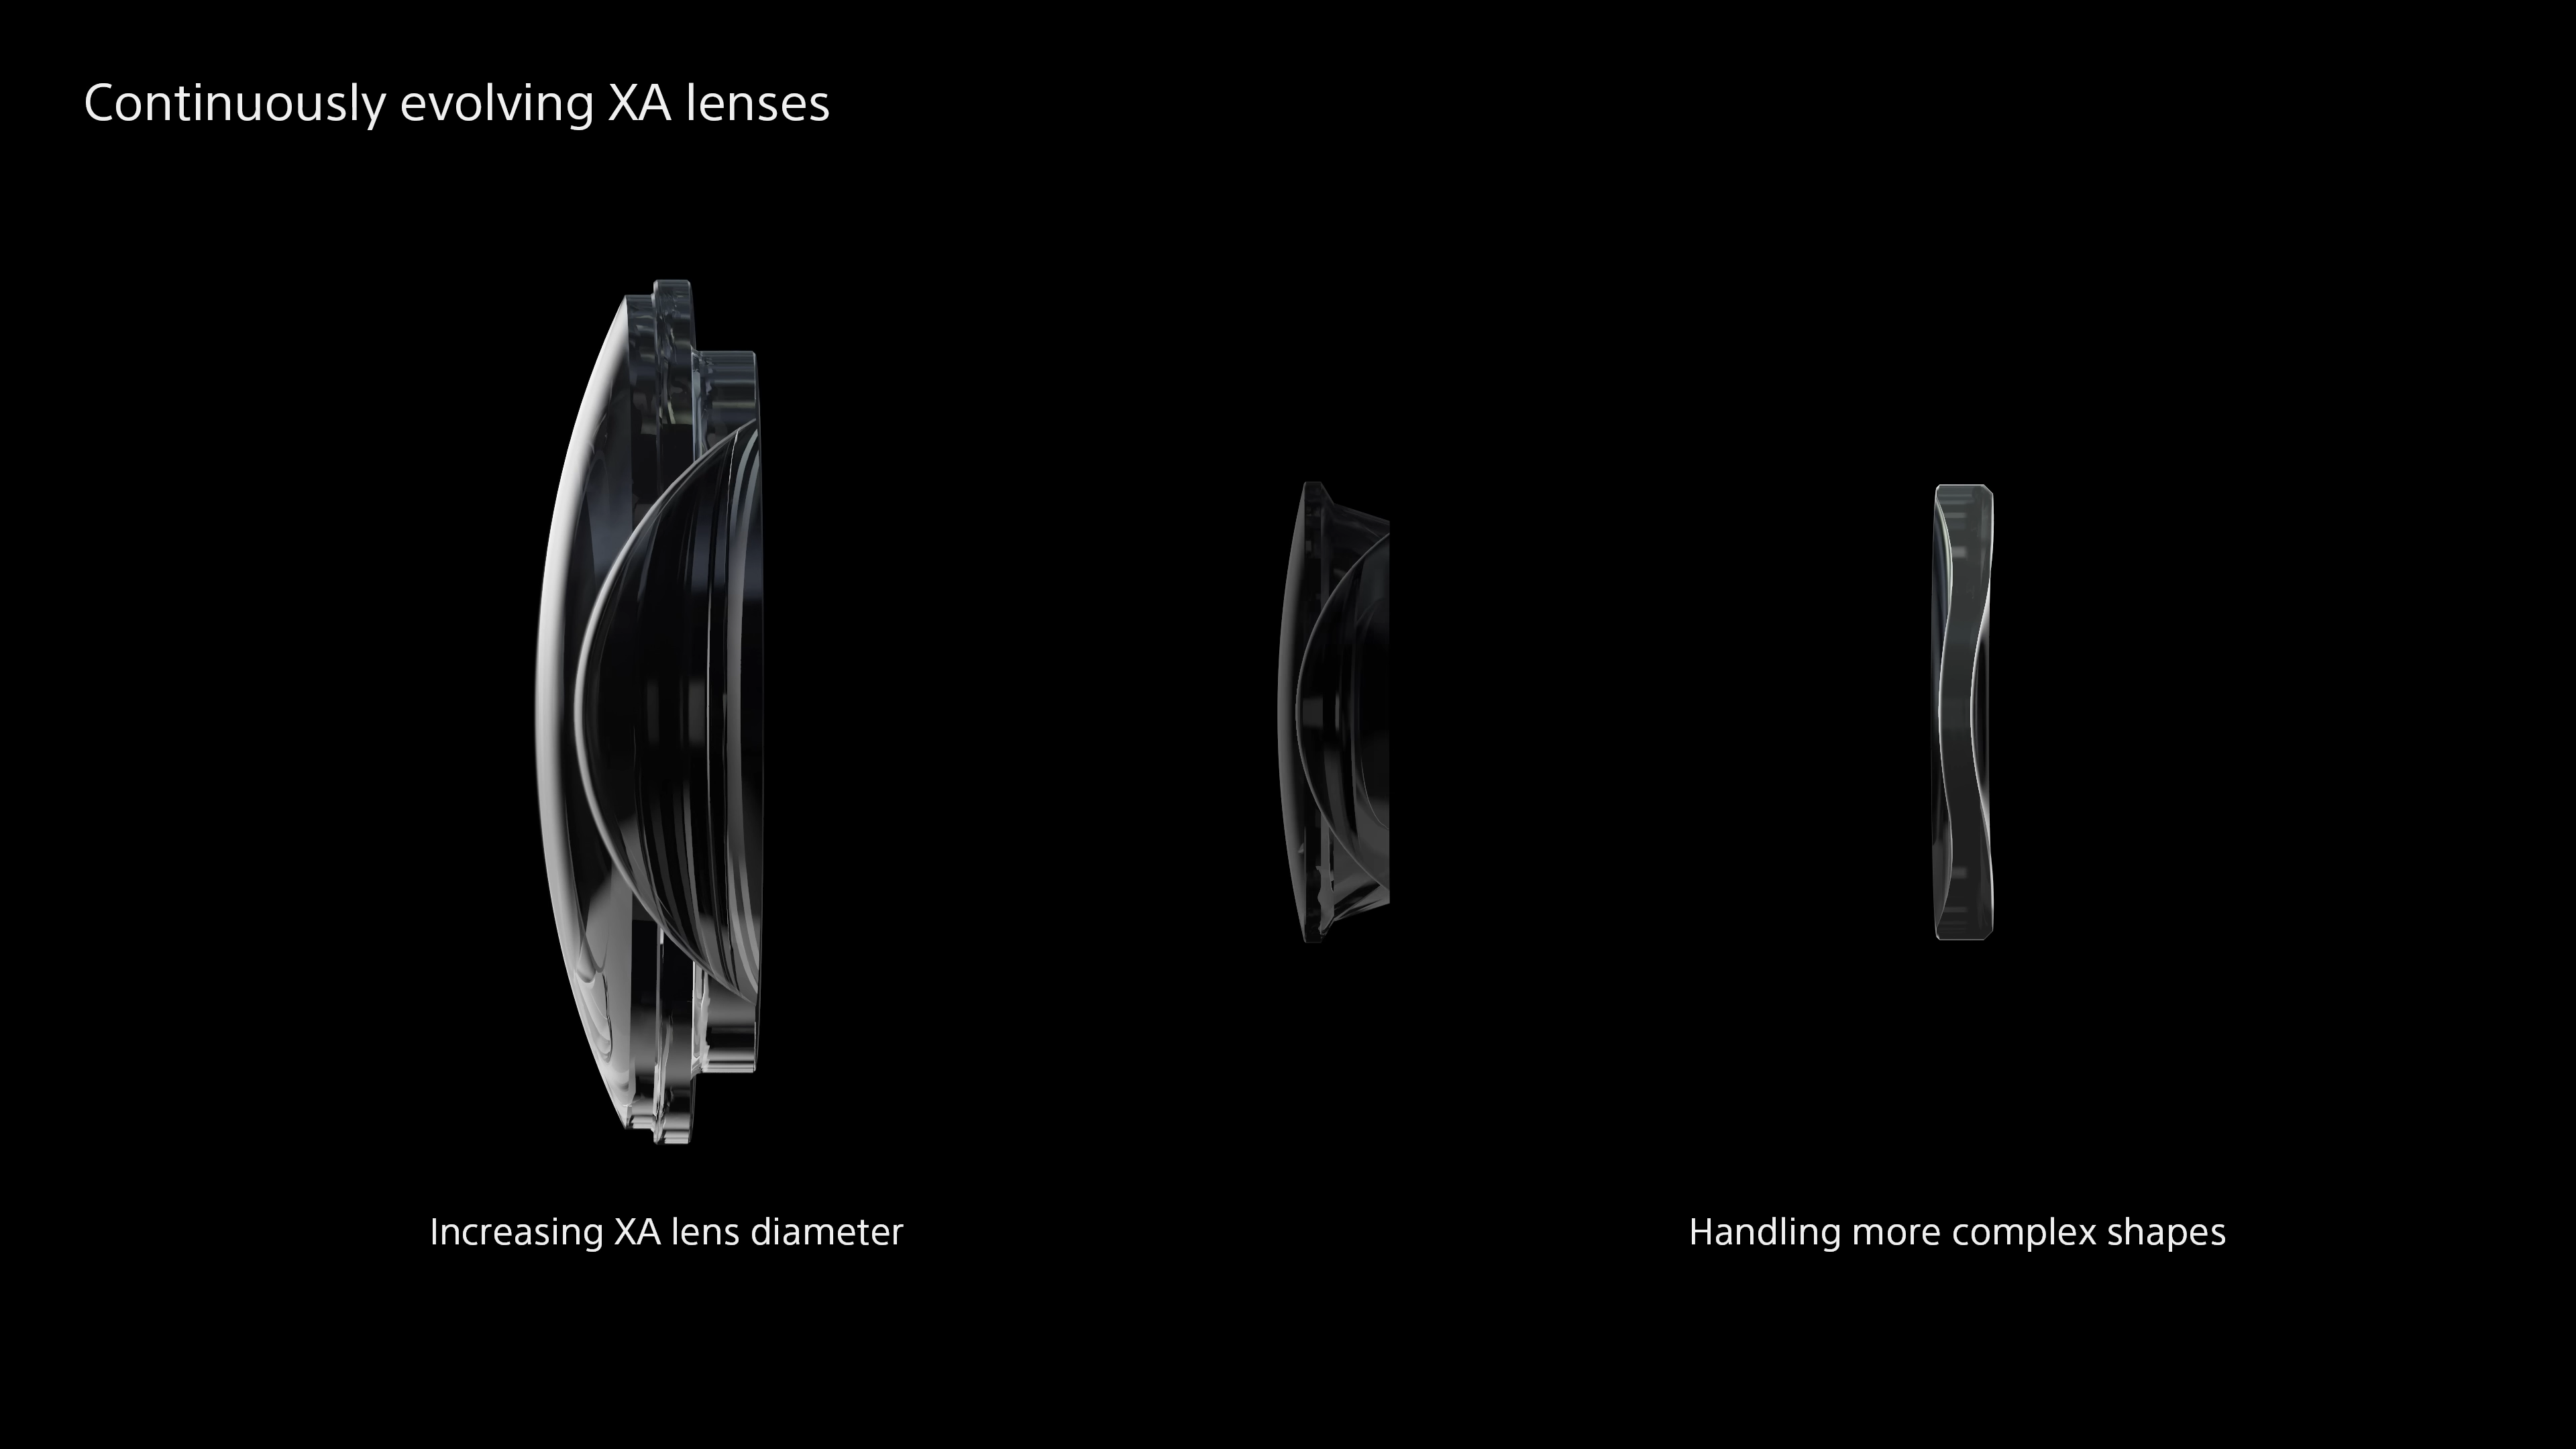 Continuously evolving XA lenses
Increasing XA lens diameter
Handling more complex shapes